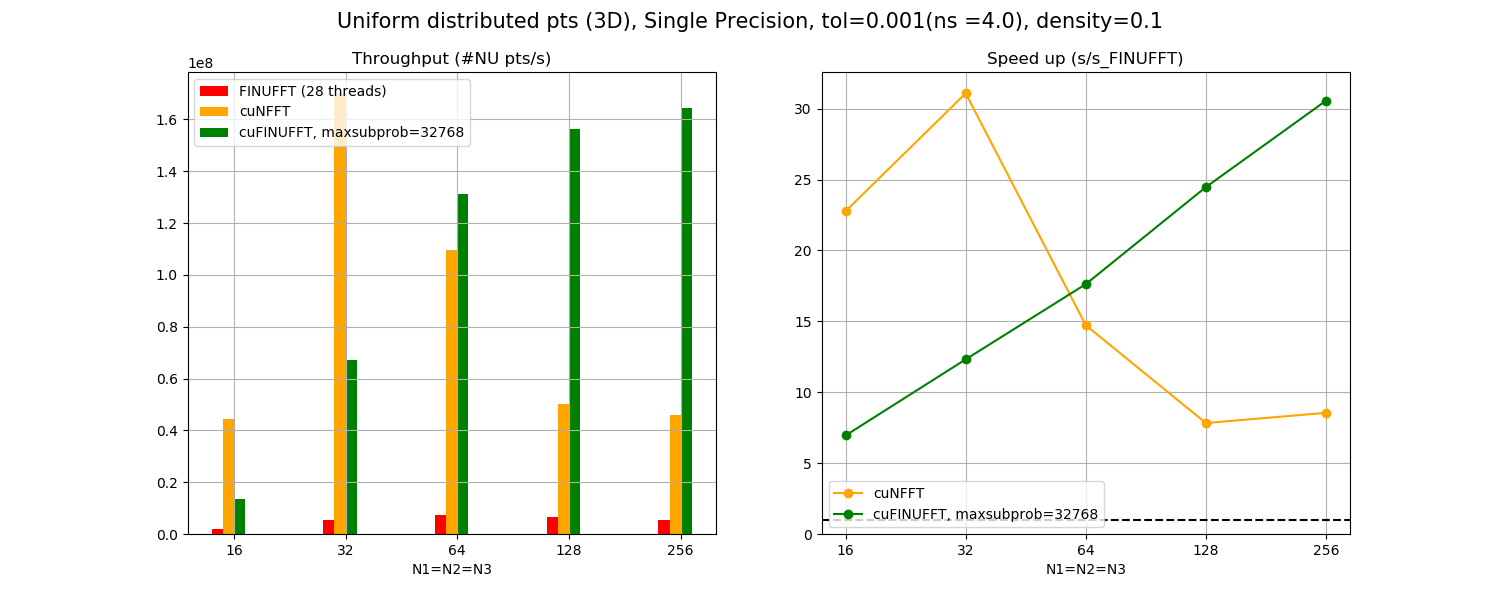 Uniform distributed pts (3D), Single Precision, tol=0.001(ns =4.0), density=0.1
Throughput (#NU pts/s)
1e8
FINUFFT (28 threads)
cuNFFT
cuFINUFFT, maxsubprob=32768
1.6
1.4
1.2
1.0
0.8
0.6
0.4
0.2
0.0
16 32 64 128 256
N1=N2=N3
Speed up (s/s_FINUFFT)
30
25
20
15
10
5
0
cuNFFT
cuFINUFFT, maxsubprob=32768
16 32 64 128 256
N1=N2=N3